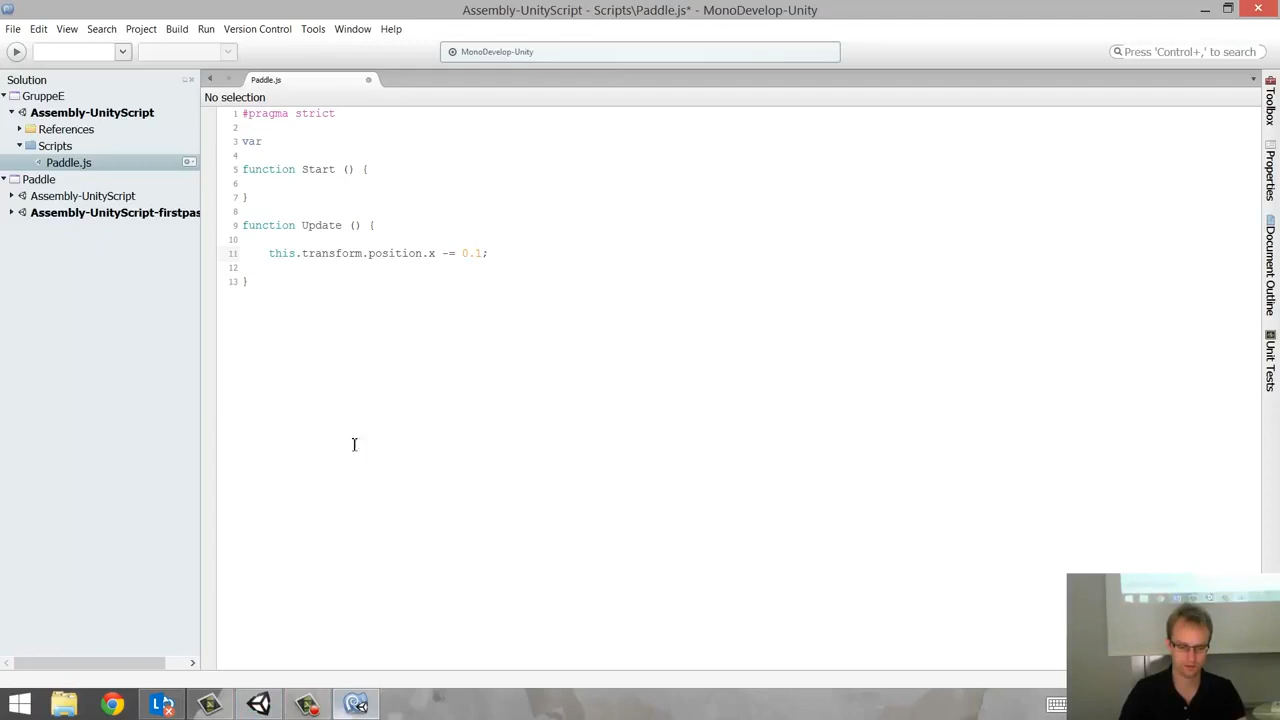 Assembly-UnityScript - Scripts\Paddle.js* - MonoDevelop-Unity
File Edit View Search Project Build Run Version Control Tools Window Help
MonoDevelop-Unity
Press 'Control+,' to search
Solution
GruppeE
Assembly-UnityScript
References
Scripts
Paddle.js
Paddle
Assembly-UnityScript
Assembly-UnityScript-firstpas
Paddle.js
No selection
1 #pragma strict
2
3 var
4
5 function Start () {
6
7 }
8
9 function Update () {
10
11 this.transform.position.x -= 0.1;
12
13 }
Toolbox
Properties
Document Outline
Unit Tests